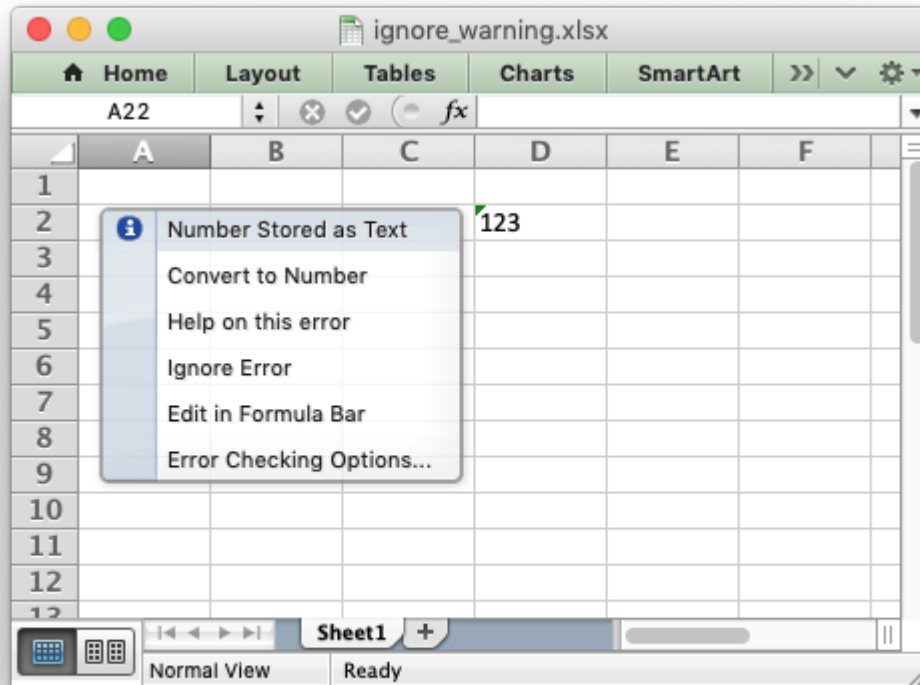 ignore_warning.xlsx
Home Layout Tables Charts SmartArt
A22 fx
A B C D E F
1
2 123
3
4
5
6
7
8
9
10
11
12
13
Number Stored as Text
Convert to Number
Help on this error
Ignore Error
Edit in Formula Bar
Error Checking Options...
Sheet1
Normal View Ready